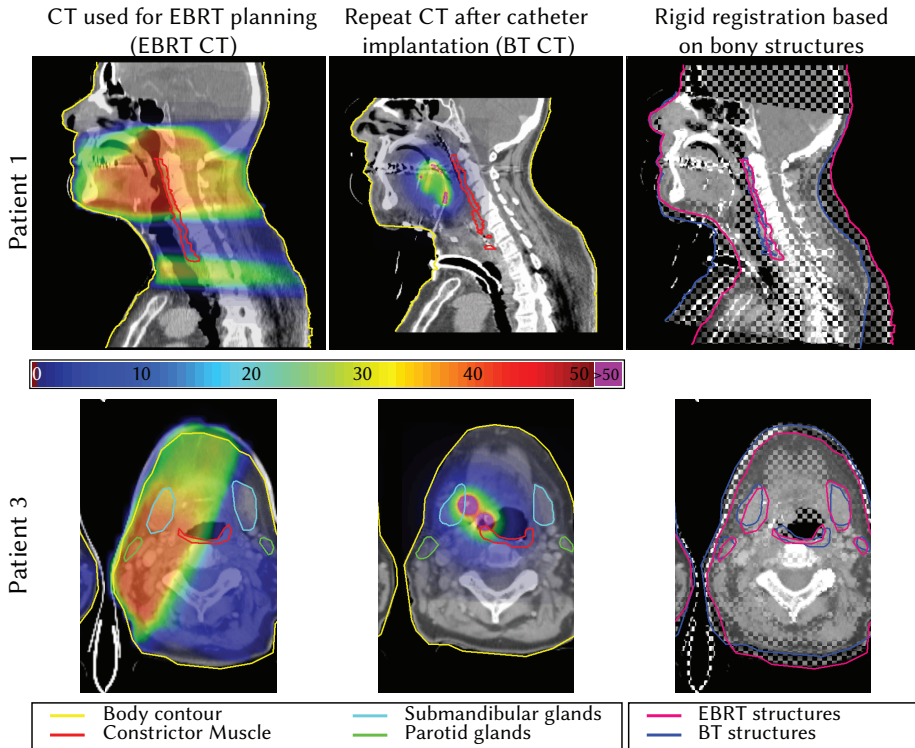 CT used for EBRT planning
(EBRT CT)
Repeat CT after catheter
implantation (BT CT)
Rigid registration based
on bony structures
Patient 1
0 10 20 30 40 50 >50
Patient 3
Body contour
Constrictor Muscle
Submandibular glands
Parotid glands
EBRT structures
BT structures